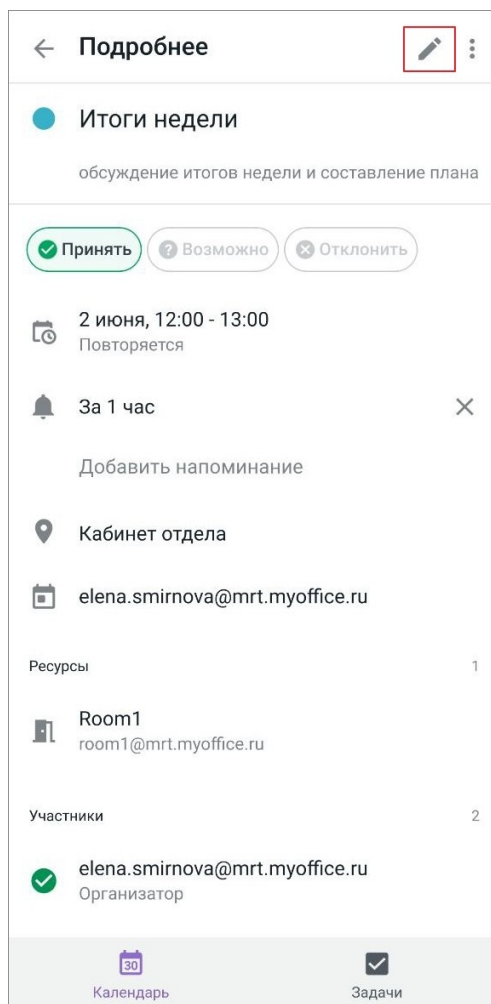 Подробнее
Итоги недели
обсуждение итогов недели и составление плана
Принять Возможно Отклонить
2 июня, 12:00 - 13:00
Повторяется
За 1 час
Добавить напоминание
Кабинет отдела
elena.smirnova@mrt.myoffice.ru
Ресурсы 1
Room1
room1@mrt.myoffice.ru
Участники 2
elena.smirnova@mrt.myoffice.ru
Организатор
30
Календарь Задачи